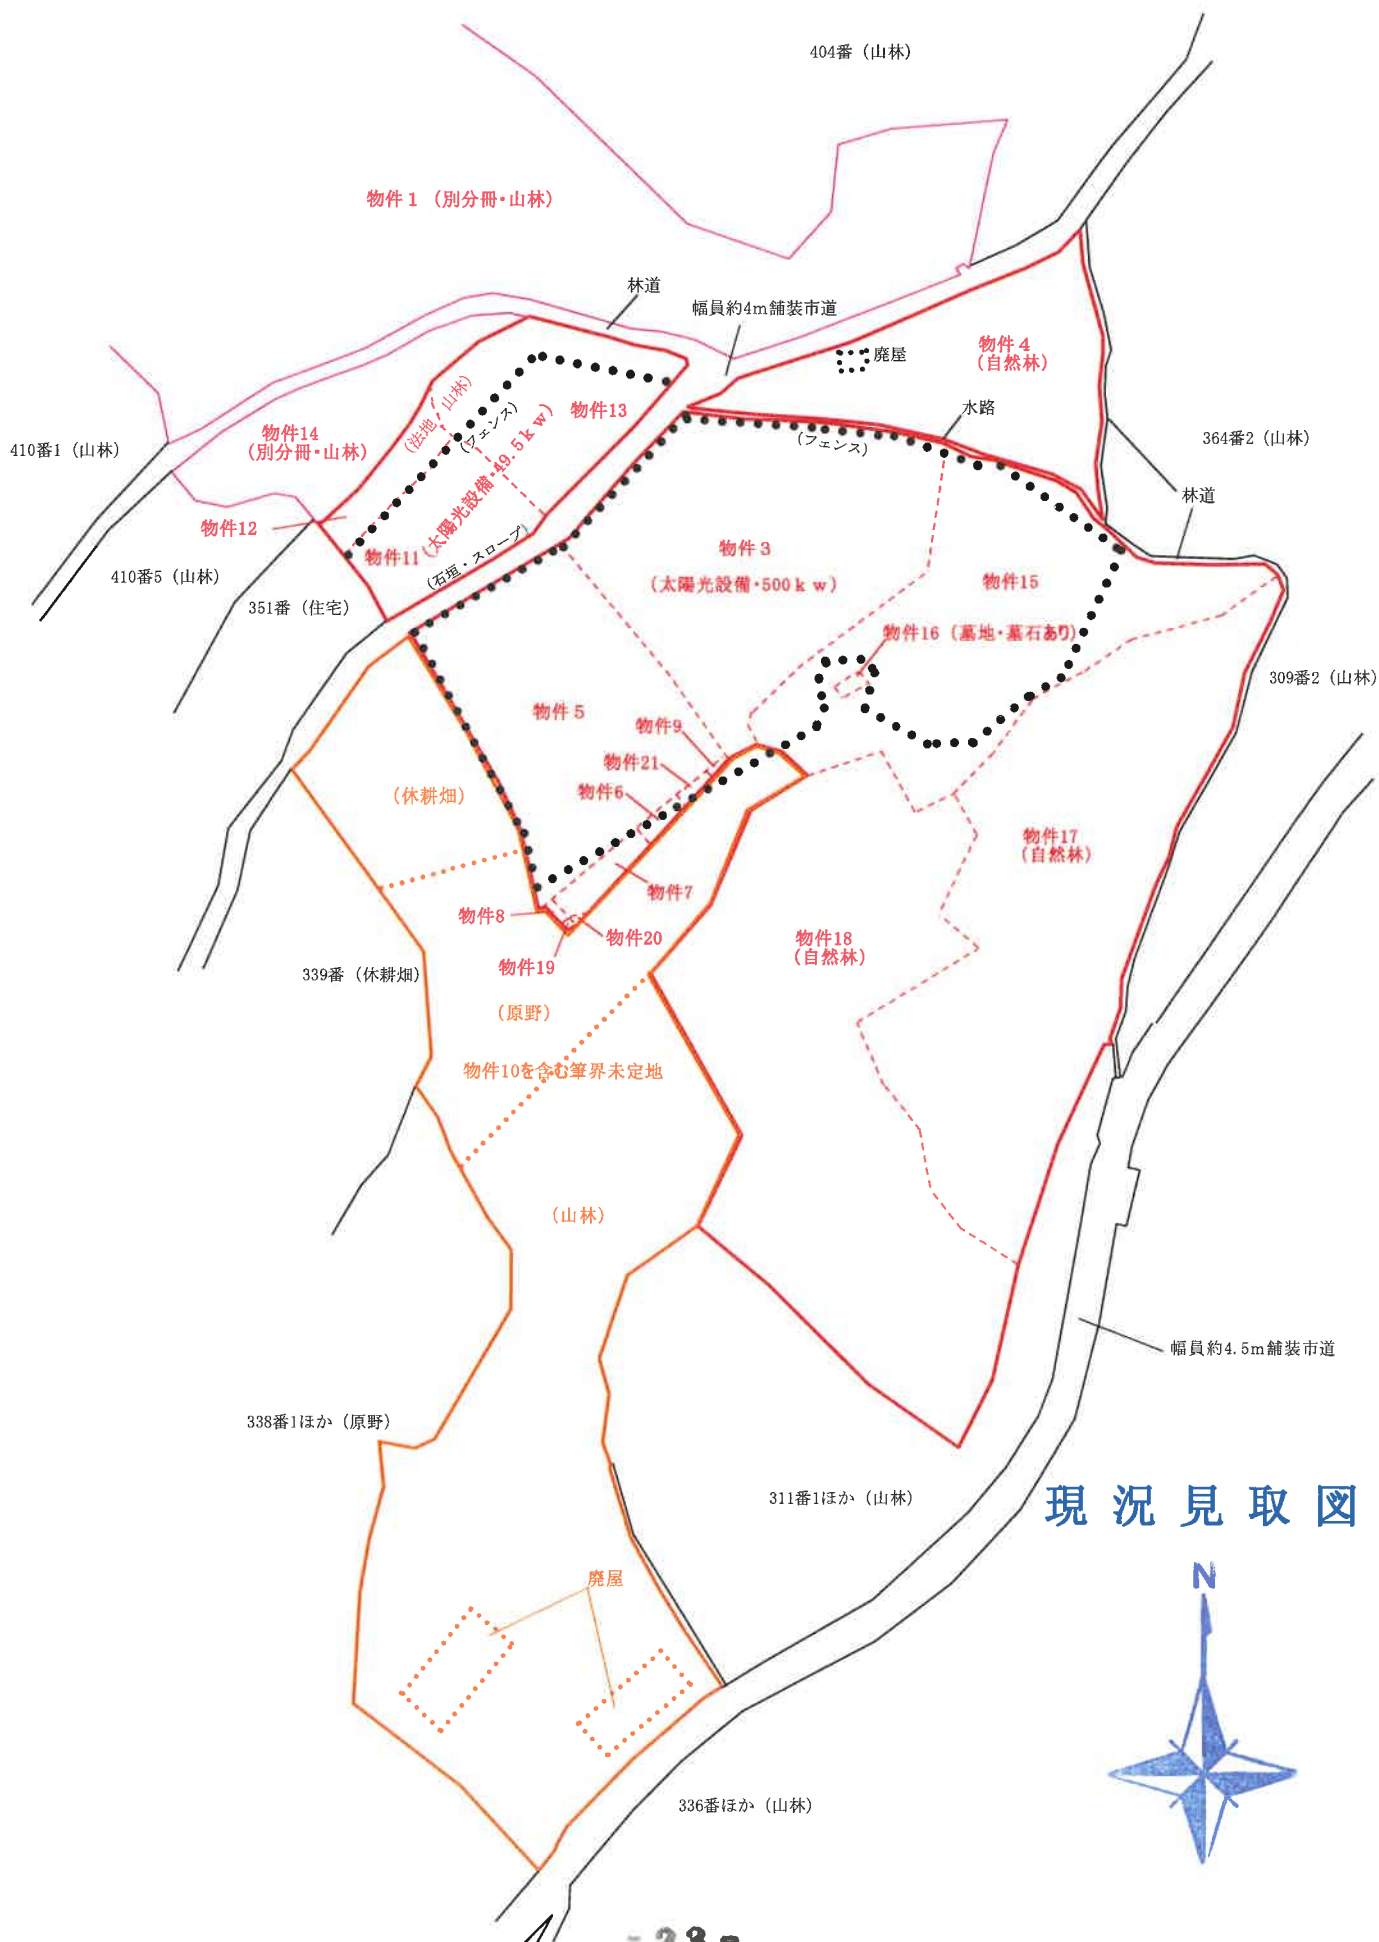 404番（山林）
物件１（別分冊・山林）
林道
幅員約4m舗装市道
廃屋
物件４
（自然林）
水路
364番2（山林）
林道
410番1（山林）
物件14
（別分冊・山林）
（法地・山林）
（フェンス）
物件13
（フェンス）
物件12
物件11
（太陽光設備・49.5ｋｗ）
（石垣・スロープ）
410番5（山林）
351番（住宅）
物件３
（太陽光設備・500ｋｗ）
物件15
物件16（墓地・墓石あり）
309番2（山林）
物件５
物件９
物件21
物件6
（休耕畑）
物件17
（自然林）
物件7
物件8
物件20
物件19
物件18
（自然林）
339番（休耕畑）
（原野）
物件10を含む筆界未定地
（山林）
幅員約4.5m舗装市道
338番1ほか（原野）
311番1ほか（山林）
現況見取図
N
廃屋
336番ほか（山林）